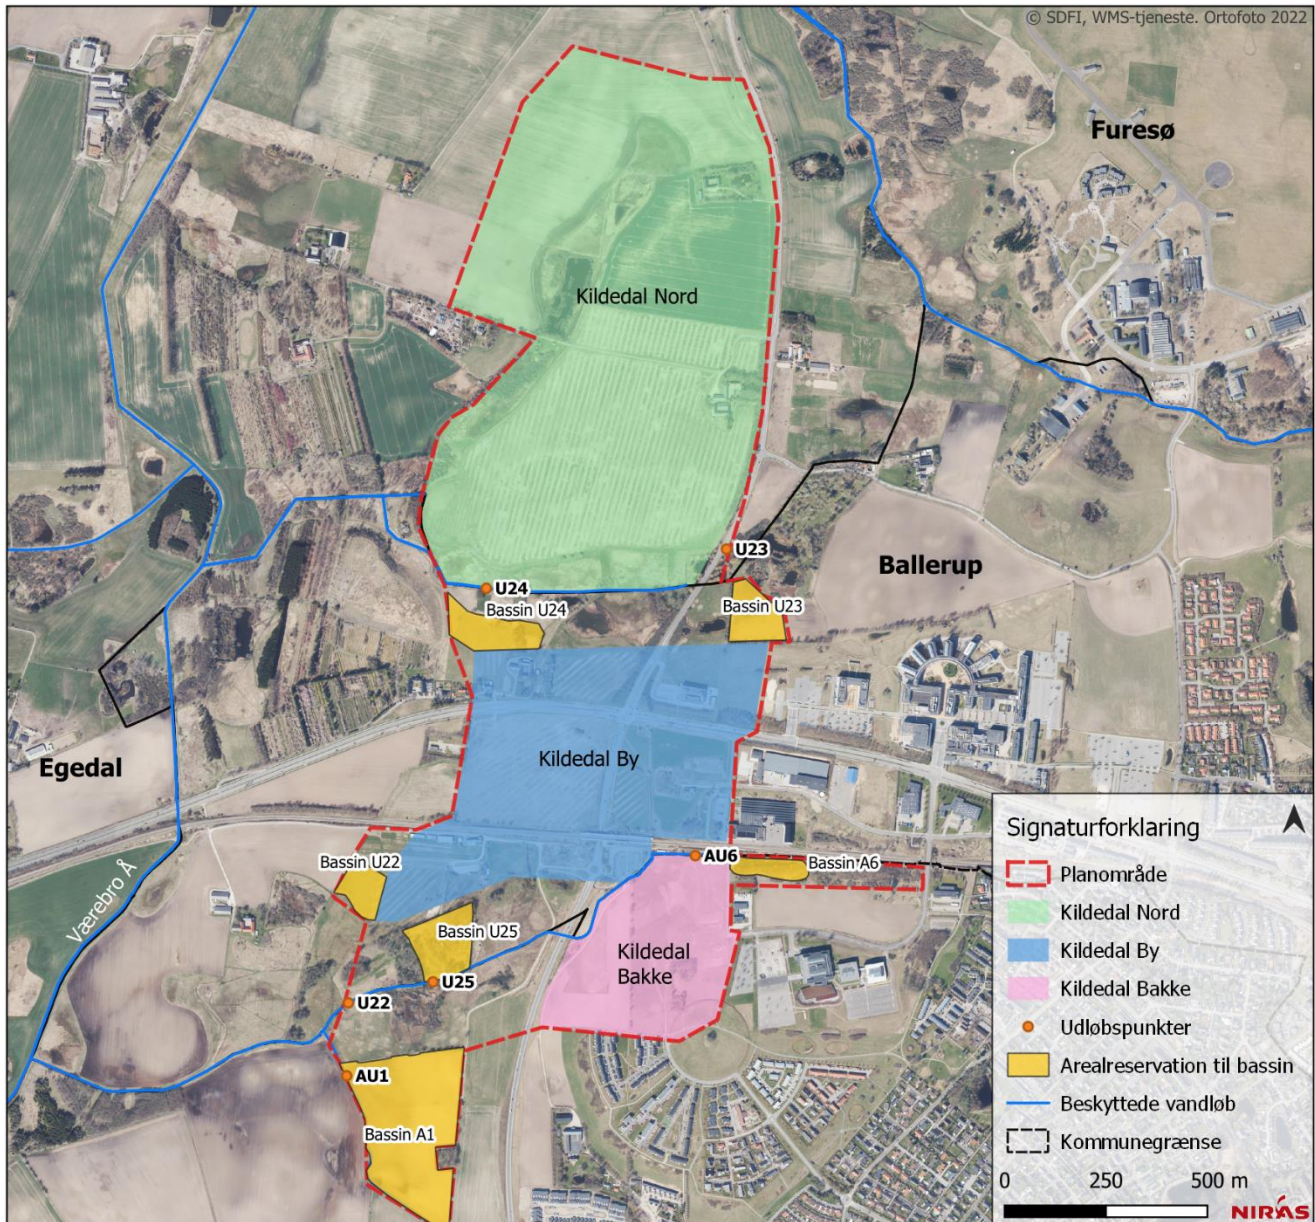 © SDFI, WMS-tjeneste. Ortofoto 2022
Furesø
Kildedal Nord
U23
Ballerup
U24
Bassin U24
Bassin U23
Egedal
Kildedal By
Værebro Å
Bassin U22
AU6
Bassin A6
Bassin U25
Kildedal
Bakke
U25
U22
AU1
Bassin A1
Signaturforklaring
Planområde
Kildedal Nord
Kildedal By
Kildedal Bakke
Udløbspunkter
Arealreservation til bassin
Beskyttede vandløb
Kommunegrænse
0 250 500 m
NIRÁS